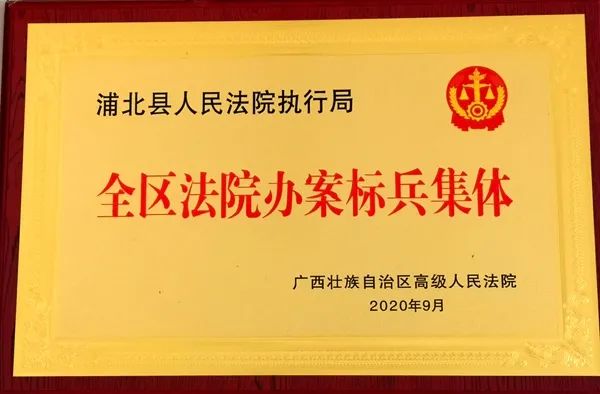 浦北县人民法院执行局
全区法院办案标兵集体
广西壮族自治区高级人民法院
2020年9月